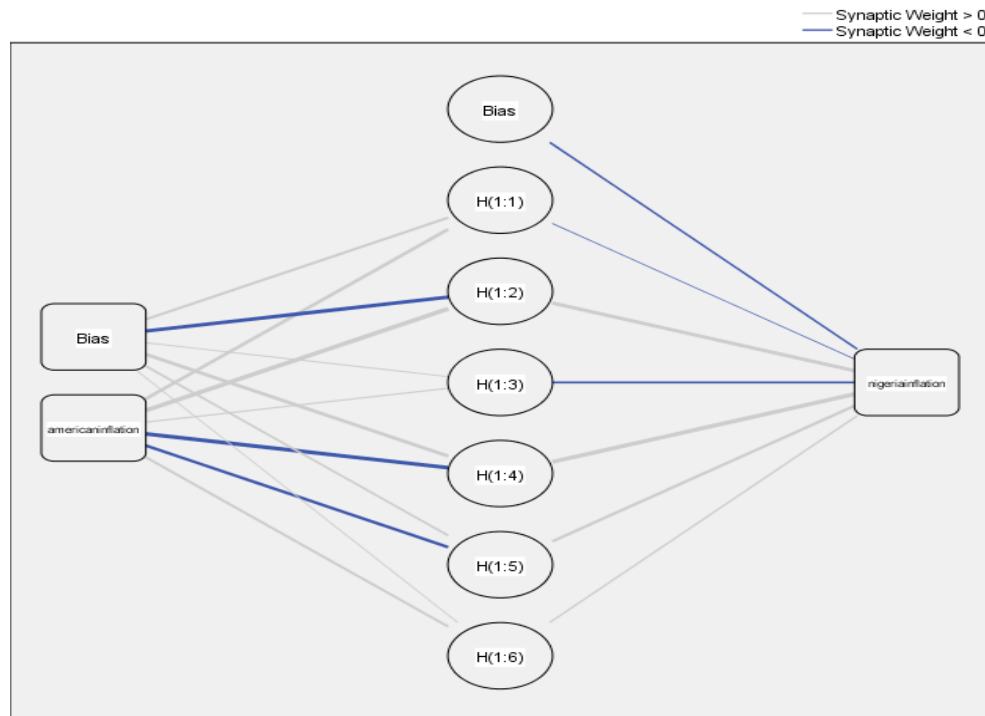 Synaptic Weight > 0
Synaptic Weight < 0
Bias
H(1:1)
H(1:2)
Bias
H(1:3)
nigeriainflation
americaninflation
H(1:4)
H(1:5)
H(1:6)